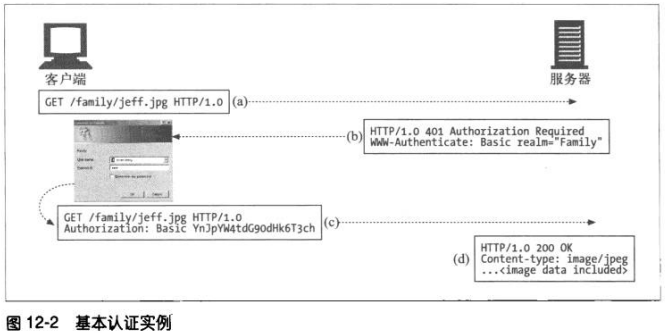 客户端
服务器
GET /family/jeff.jpg HTTP/1.0
(a)
(b)
HTTP/1.0 401 Authorization Required
WWW-Authenticate: Basic realm="Family"
GET /family/jeff.jpg HTTP/1.0
Authorization: Basic YnJpYW4tdG90dHk6T3ch
(c)
(d)
HTTP/1.0 200 OK
Content-type: image/jpeg
...<image data included>
图 12-2 基本认证实例